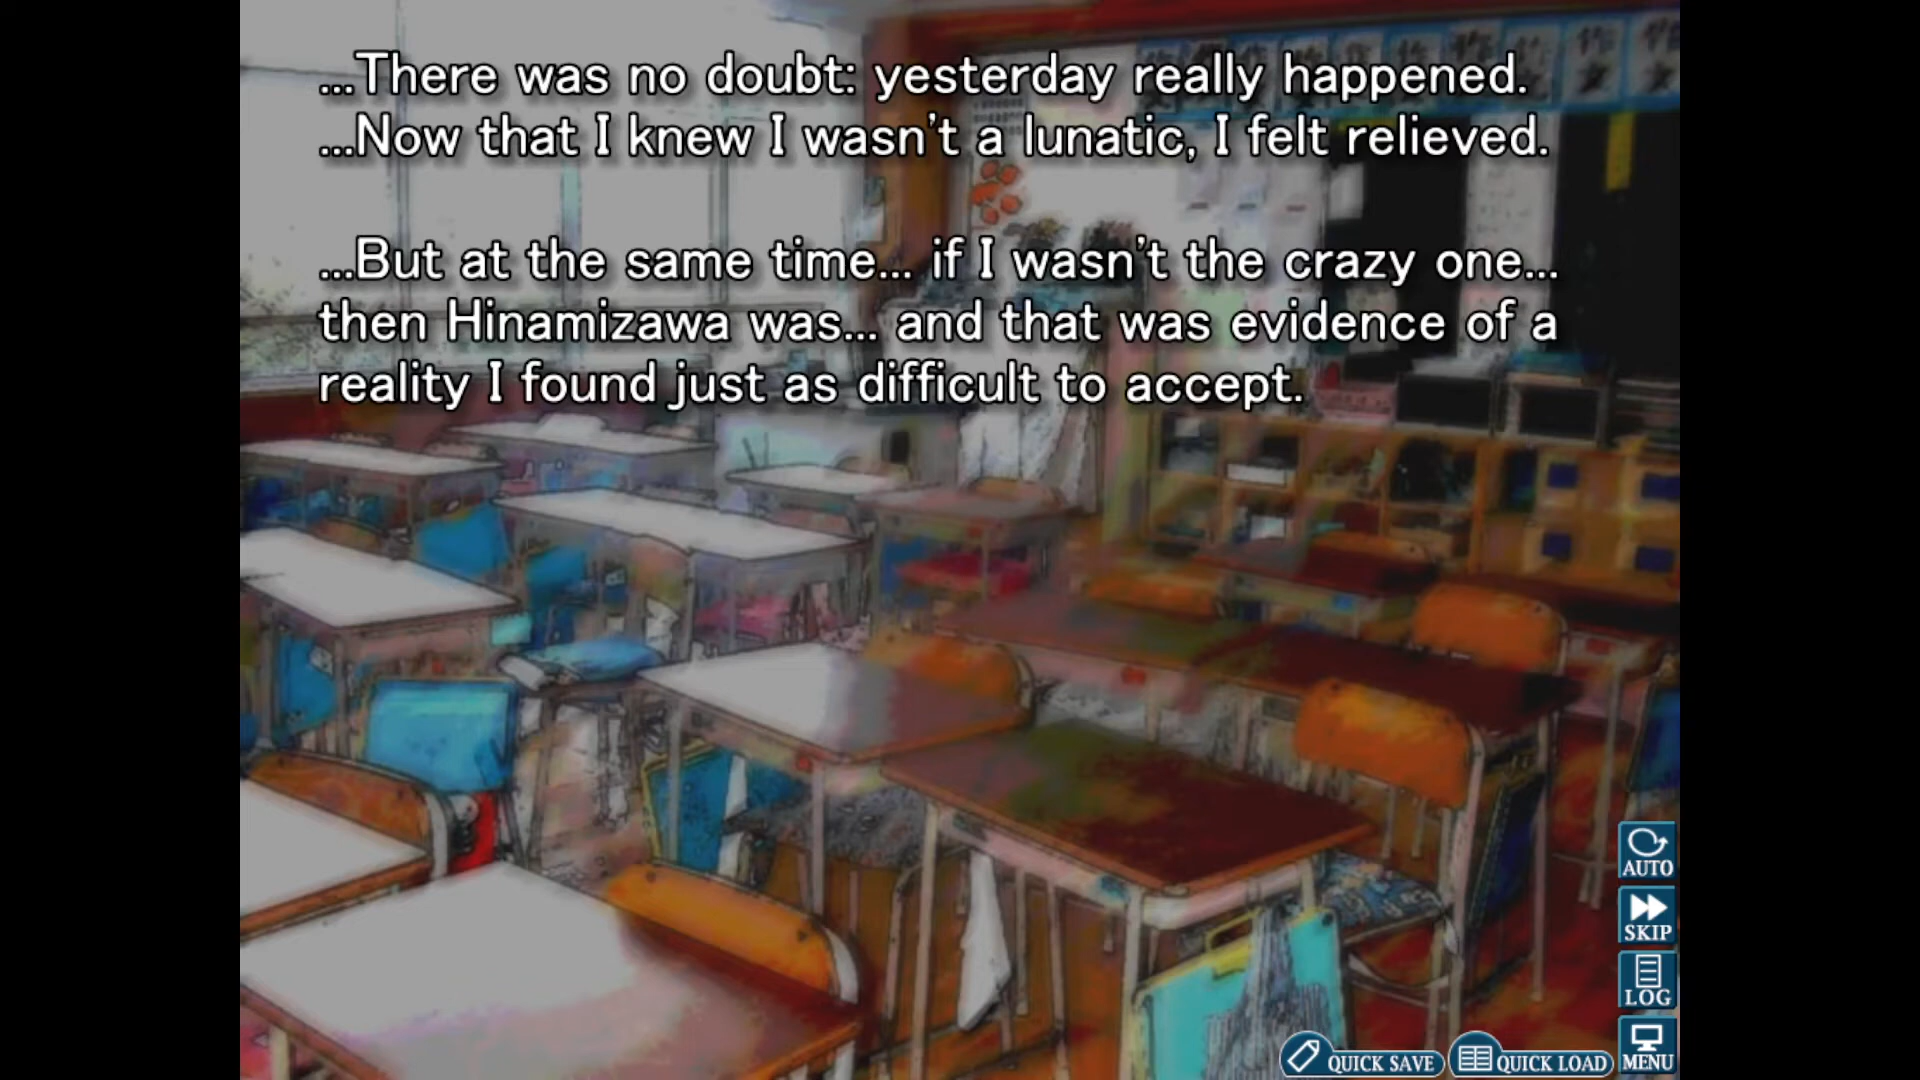 ...There was no doubt: yesterday really happened.
...Now that I knew I wasn't a lunatic, I felt relieved.
...But at the same time... if I wasn't the crazy one...
then Hinamizawa was... and that was evidence of a
reality I found just as difficult to accept.
AUTO
SKIP
LOG
MENU
QUICK SAVE
QUICK LOAD